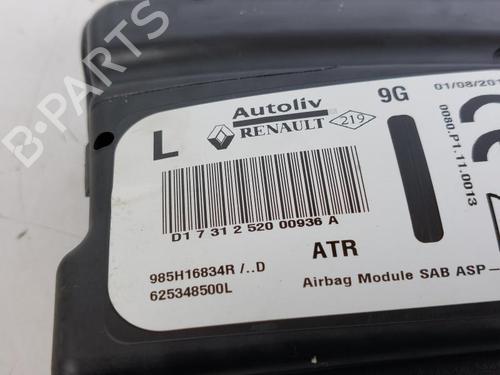 B-PARTS
Autoliv
9G
01/08/201
L
RENAULT
219
0080.P1.11.0013
D1 7 31 2 520 00936 A
ATR
985H16834R /..D
625348500L
Airbag Module SAB ASP